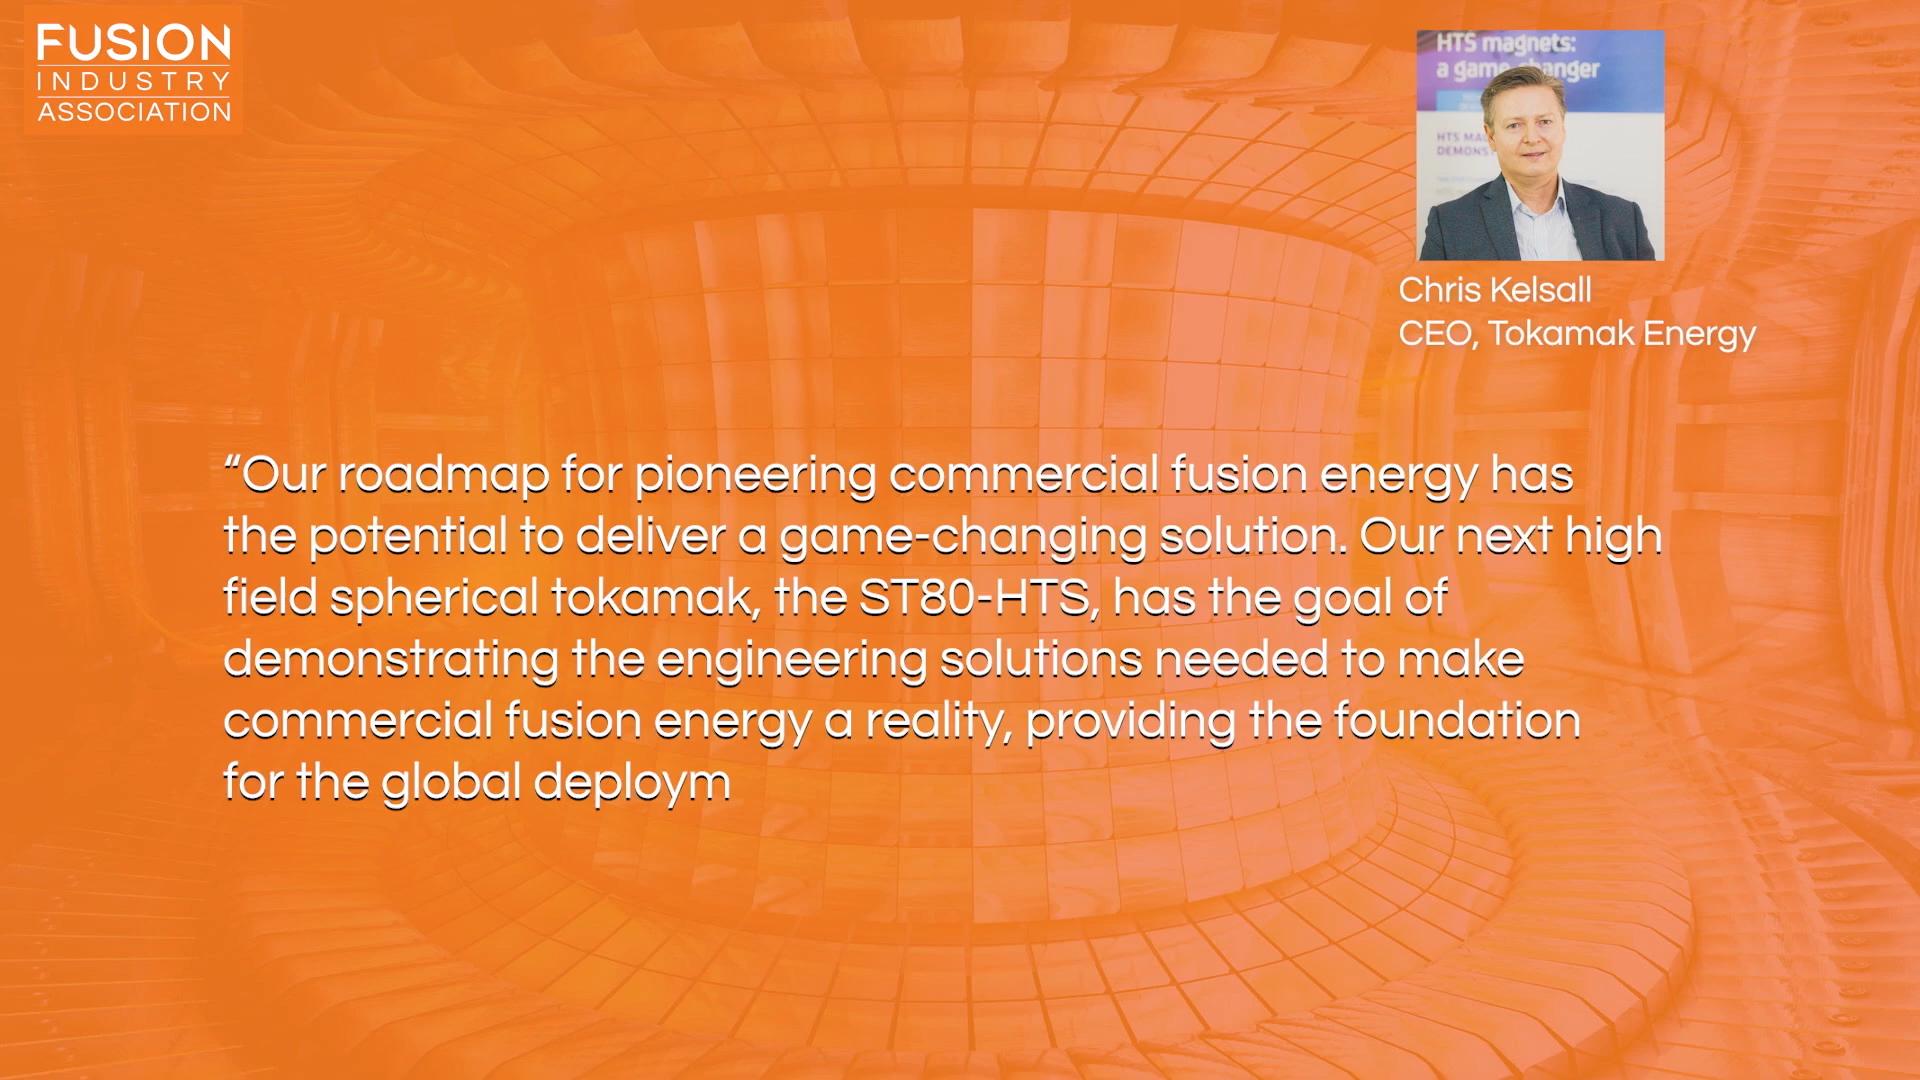 FUSION
INDUSTRY
ASSOCIATION
HTS magnets:
a game
HTS
Chris Kelsall
CEO, Tokamak Energy
“Our roadmap for pioneering commercial fusion energy has
the potential to deliver a game-changing solution. Our next high
field spherical tokamak, the ST80-HTS, has the goal of
demonstrating the engineering solutions needed to make
commercial fusion energy a reality, providing the foundation
for the global deploym